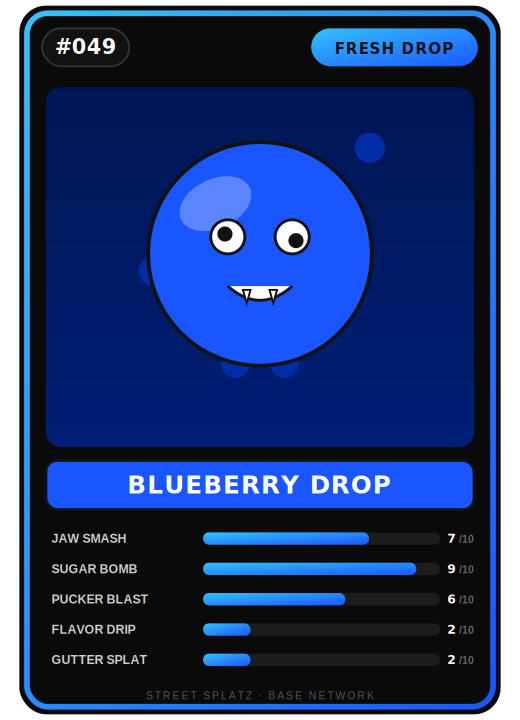 #049
FRESH DROP
BLUEBERRY DROP
JAW SMASH 7 /10
SUGAR BOMB 9 /10
PUCKER BLAST 6 /10
FLAVOR DRIP 2 /10
GUTTER SPLAT 2 /10
STREET SPLATZ · BASE NETWORK